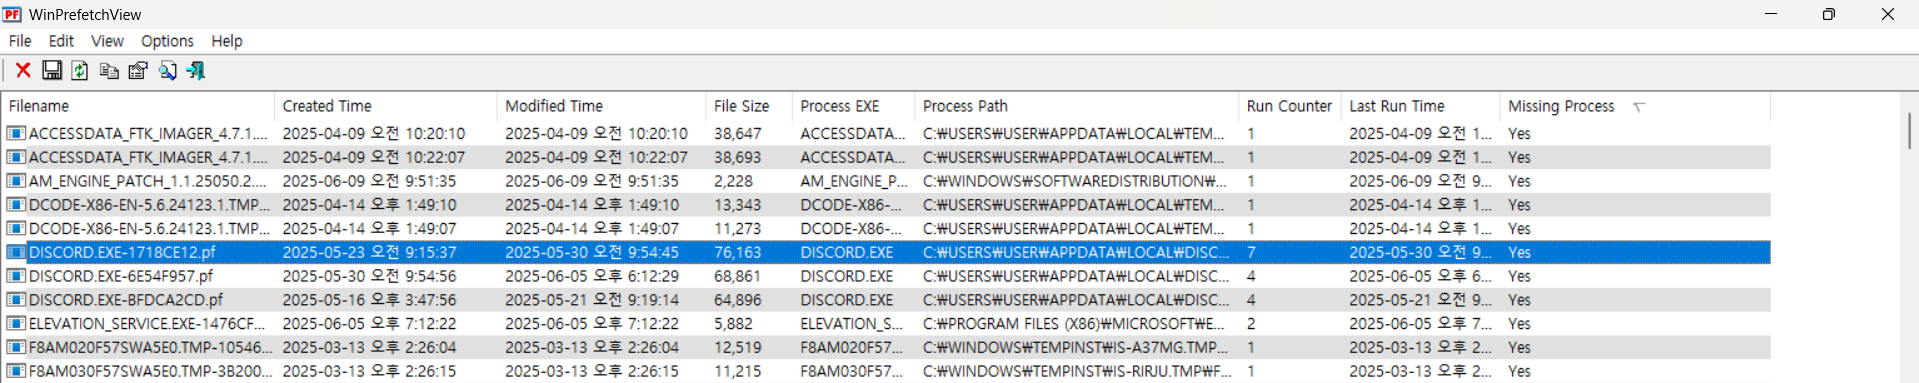 WinPrefetchView
File Edit View Options Help
Filename Created Time Modified Time File Size Process EXE Process Path Run Counter Last Run Time Missing Process
ACCESSDATA_FTK_IMAGER_4.7.1.... 2025-04-09 오전 10:20:10 2025-04-09 오전 10:20:10 38,647 ACCESSDATA... C:₩USERS₩USER₩APPDATA₩LOCAL₩TEM... 1 2025-04-09 오전 1... Yes
ACCESSDATA_FTK_IMAGER_4.7.1.... 2025-04-09 오전 10:22:07 2025-04-09 오전 10:22:07 38,693 ACCESSDATA... C:₩USERS₩USER₩APPDATA₩LOCAL₩TEM... 1 2025-04-09 오전 1... Yes
AM_ENGINE_PATCH_1.1.25050.2.... 2025-06-09 오전 9:51:35 2025-06-09 오전 9:51:35 2,228 AM_ENGINE_P... C:₩WINDOWS₩SOFTWAREDISTRIBUTION₩... 1 2025-06-09 오전 9... Yes
DCODE-X86-EN-5.6.24123.1.TMP... 2025-04-14 오후 1:49:10 2025-04-14 오후 1:49:10 13,343 DCODE-X86-... C:₩USERS₩USER₩APPDATA₩LOCAL₩TEM... 1 2025-04-14 오후 1... Yes
DCODE-X86-EN-5.6.24123.1.TMP... 2025-04-14 오후 1:49:07 2025-04-14 오후 1:49:07 11,273 DCODE-X86-... C:₩USERS₩USER₩APPDATA₩LOCAL₩TEM... 1 2025-04-14 오후 1... Yes
DISCORD.EXE-1718CE12.pf 2025-05-23 오전 9:15:37 2025-05-30 오전 9:54:45 76,163 DISCORD.EXE C:₩USERS₩USER₩APPDATA₩LOCAL₩DISC... 7 2025-05-30 오전 9... Yes
DISCORD.EXE-6E54F957.pf 2025-05-30 오전 9:54:56 2025-06-05 오후 6:12:29 68,861 DISCORD.EXE C:₩USERS₩USER₩APPDATA₩LOCAL₩DISC... 4 2025-06-05 오후 6... Yes
DISCORD.EXE-BFDCA2CD.pf 2025-05-16 오후 3:47:56 2025-05-21 오전 9:19:14 64,896 DISCORD.EXE C:₩USERS₩USER₩APPDATA₩LOCAL₩DISC... 4 2025-05-21 오전 9... Yes
ELEVATION_SERVICE.EXE-1476CF... 2025-06-05 오후 7:12:22 2025-06-05 오후 7:12:22 5,882 ELEVATION_S... C:₩PROGRAM FILES (X86)₩MICROSOFT₩E... 2 2025-06-05 오후 7... Yes
F8AM020F57SWA5E0.TMP-10546... 2025-03-13 오후 2:26:04 2025-03-13 오후 2:26:04 12,519 F8AM020F57... C:₩WINDOWS₩TEMPINST₩IS-A37MG.TMP... 1 2025-03-13 오후 2... Yes
F8AM030F57SWA5E0.TMP-3B200... 2025-03-13 오후 2:26:15 2025-03-13 오후 2:26:15 11,215 F8AM030F57... C:₩WINDOWS₩TEMPINST₩IS-RIRJU.TMP₩F... 1 2025-03-13 오후 2... Yes